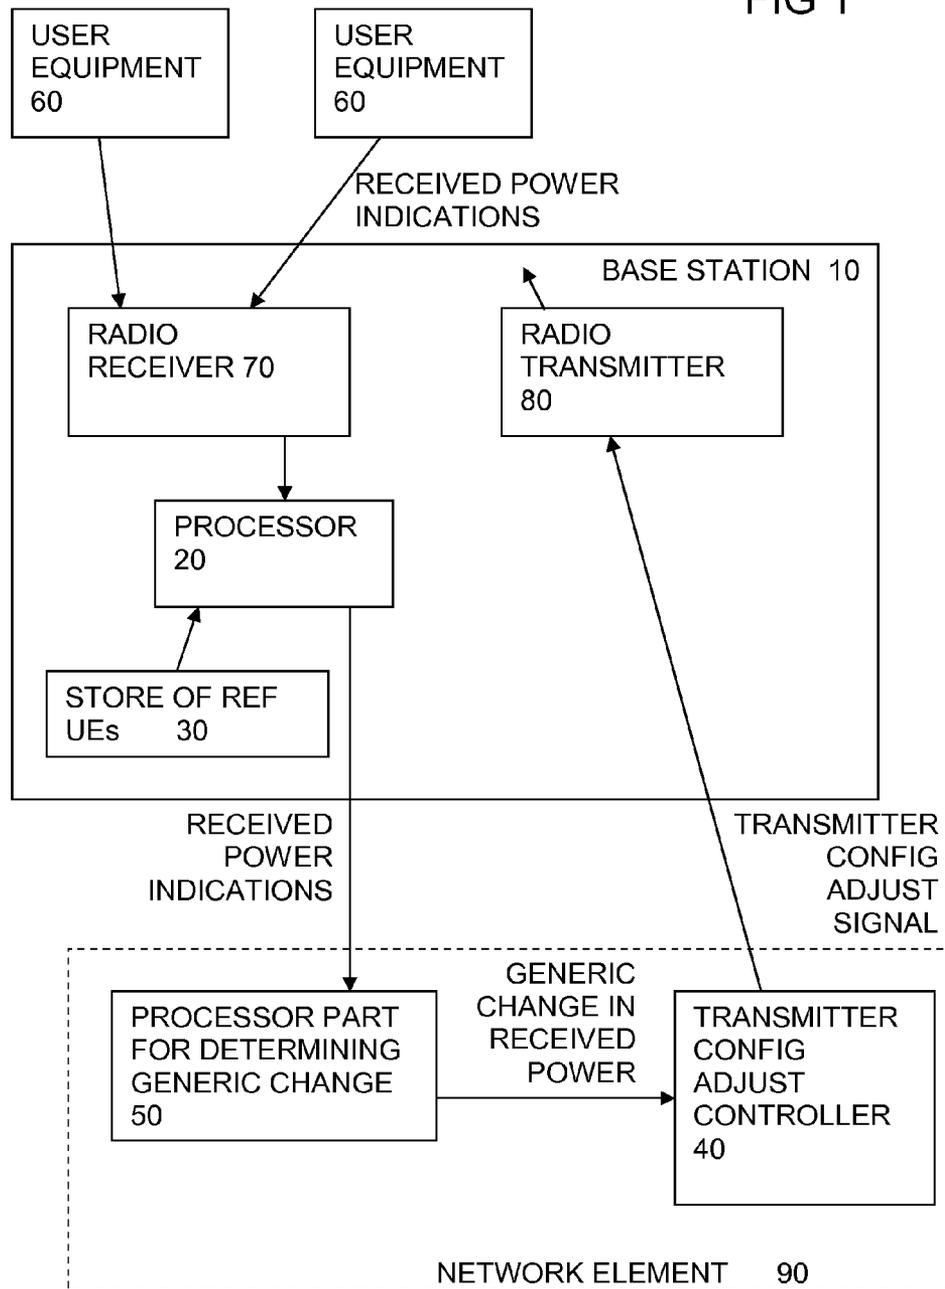 FIG 1
USER
EQUIPMENT
60
USER
EQUIPMENT
60
RECEIVED POWER
INDICATIONS
BASE STATION 10
RADIO
RECEIVER 70
RADIO
TRANSMITTER
80
PROCESSOR
20
STORE OF REF
UEs 30
RECEIVED
POWER
INDICATIONS
TRANSMITTER
CONFIG
ADJUST
SIGNAL
GENERIC
CHANGE IN
RECEIVED
POWER
PROCESSOR PART
FOR DETERMINING
GENERIC CHANGE
50
TRANSMITTER
CONFIG
ADJUST
CONTROLLER
40
NETWORK ELEMENT 90